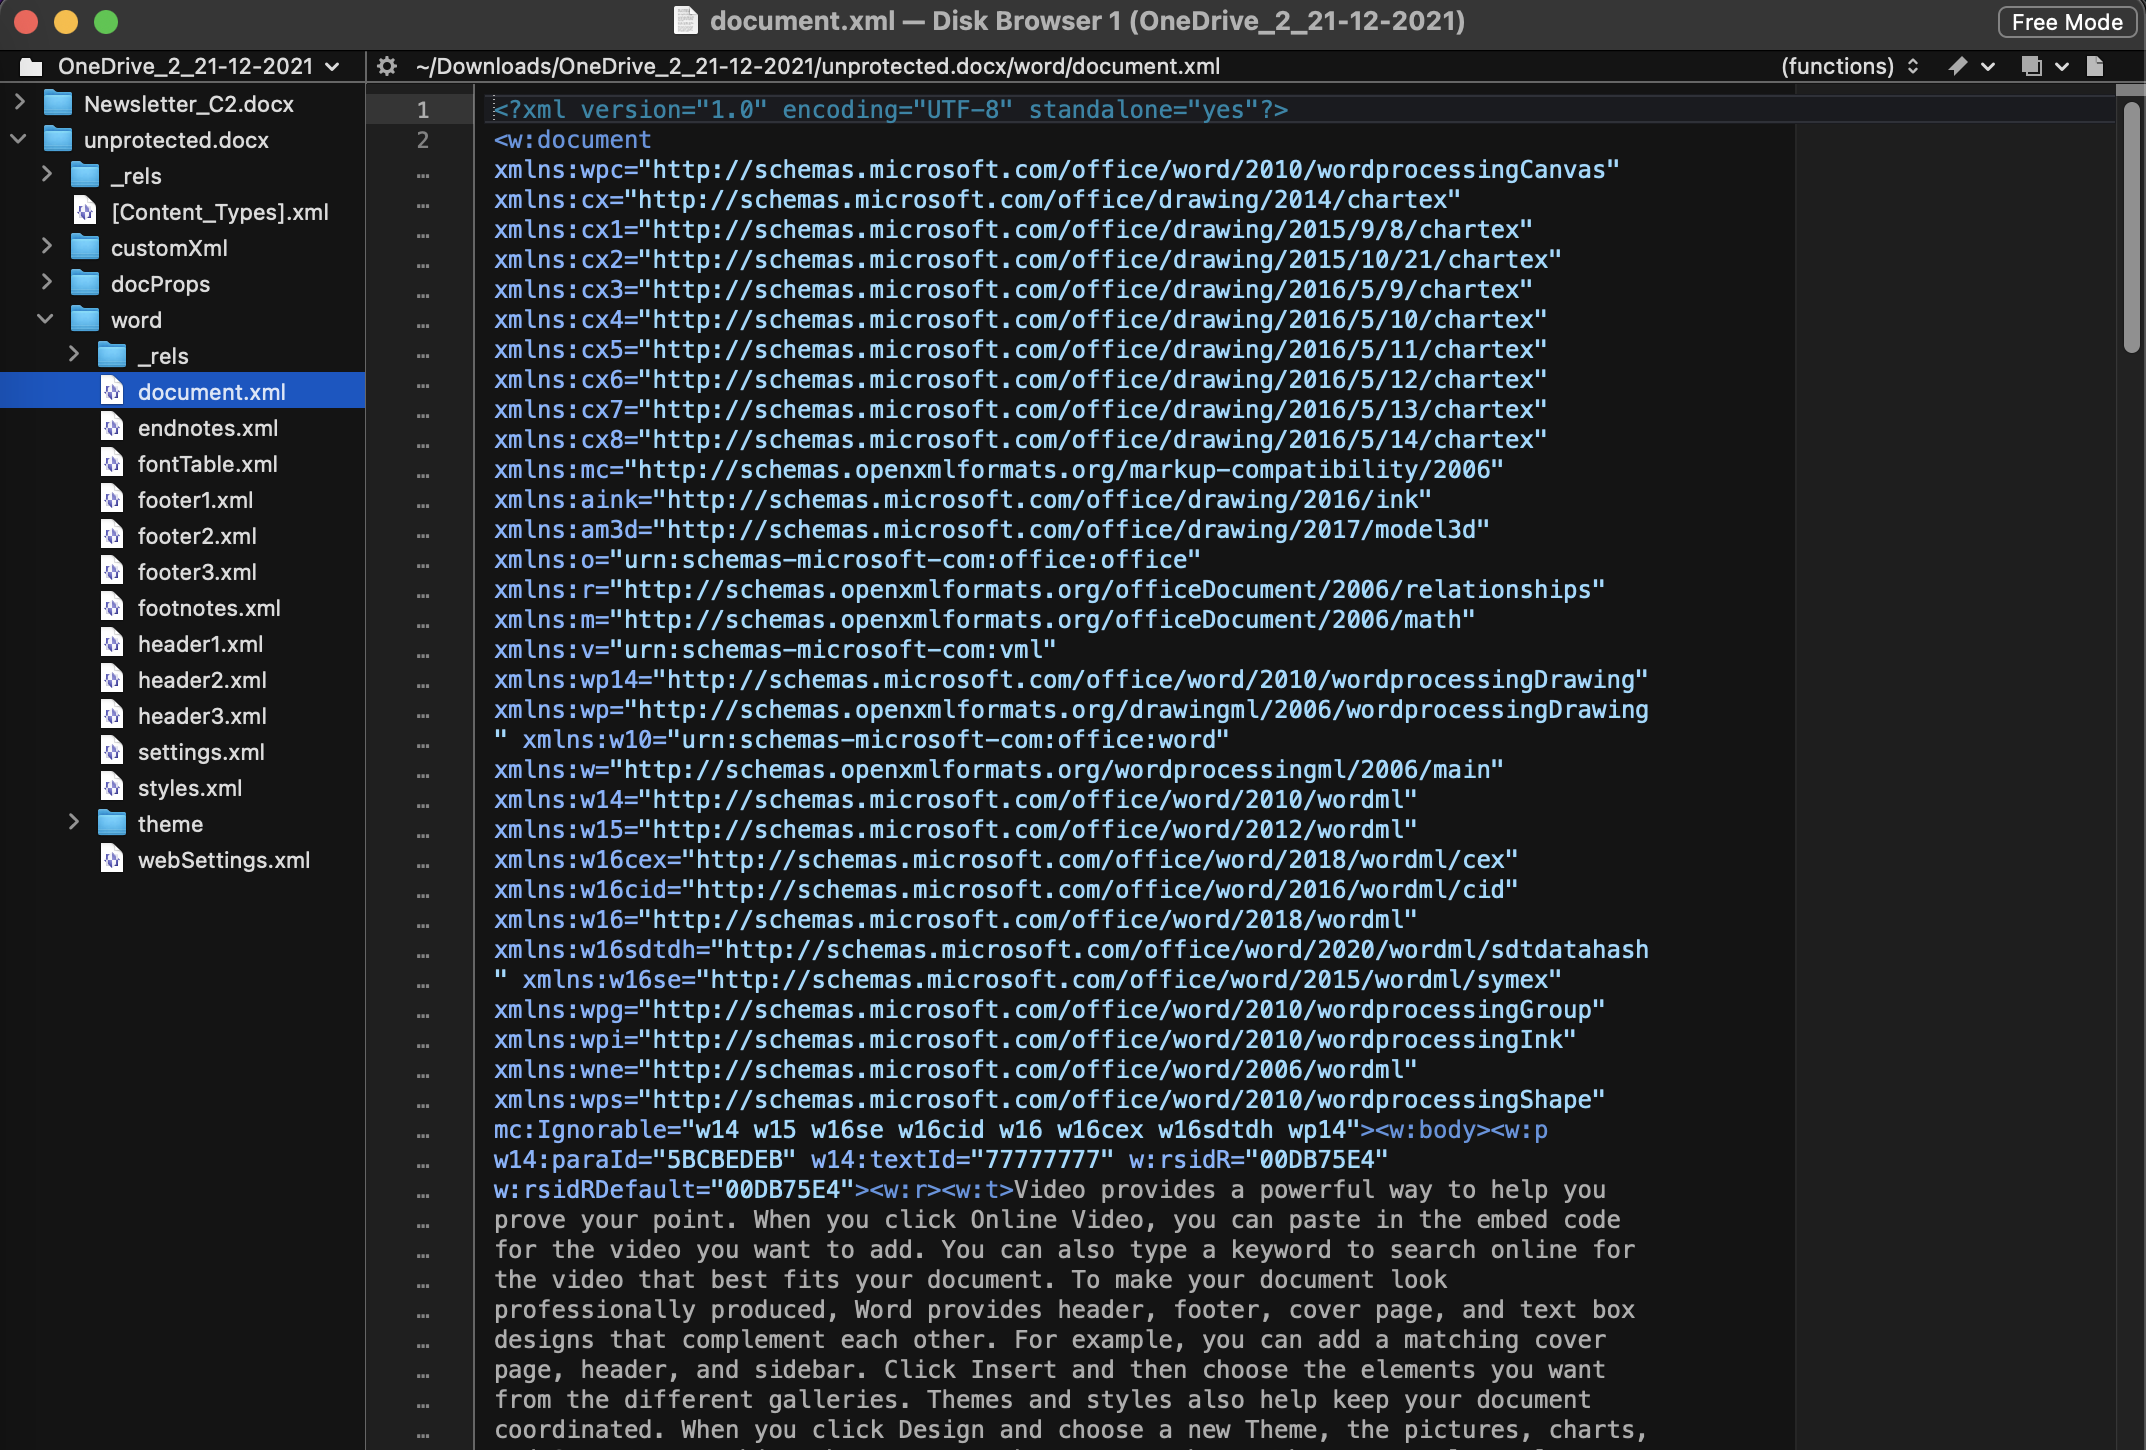 document.xml — Disk Browser 1 (OneDrive_2_21-12-2021)
Free Mode
OneDrive_2_21-12-2021
~/Downloads/OneDrive_2_21-12-2021/unprotected.docx/word/document.xml
(functions)
Newsletter_C2.docx
unprotected.docx
_rels
[Content_Types].xml
customXml
docProps
word
_rels
document.xml
endnotes.xml
fontTable.xml
footer1.xml
footer2.xml
footer3.xml
footnotes.xml
header1.xml
header2.xml
header3.xml
settings.xml
styles.xml
theme
webSettings.xml
1 <?xml version="1.0" encoding="UTF-8" standalone="yes"?>
2 <w:document
… xmlns:wpc="http://schemas.microsoft.com/office/word/2010/wordprocessingCanvas"
… xmlns:cx="http://schemas.microsoft.com/office/drawing/2014/chartex"
… xmlns:cx1="http://schemas.microsoft.com/office/drawing/2015/9/8/chartex"
… xmlns:cx2="http://schemas.microsoft.com/office/drawing/2015/10/21/chartex"
… xmlns:cx3="http://schemas.microsoft.com/office/drawing/2016/5/9/chartex"
… xmlns:cx4="http://schemas.microsoft.com/office/drawing/2016/5/10/chartex"
… xmlns:cx5="http://schemas.microsoft.com/office/drawing/2016/5/11/chartex"
… xmlns:cx6="http://schemas.microsoft.com/office/drawing/2016/5/12/chartex"
… xmlns:cx7="http://schemas.microsoft.com/office/drawing/2016/5/13/chartex"
… xmlns:cx8="http://schemas.microsoft.com/office/drawing/2016/5/14/chartex"
… xmlns:mc="http://schemas.openxmlformats.org/markup-compatibility/2006"
… xmlns:aink="http://schemas.microsoft.com/office/drawing/2016/ink"
… xmlns:am3d="http://schemas.microsoft.com/office/drawing/2017/model3d"
… xmlns:o="urn:schemas-microsoft-com:office:office"
… xmlns:r="http://schemas.openxmlformats.org/officeDocument/2006/relationships"
… xmlns:m="http://schemas.openxmlformats.org/officeDocument/2006/math"
… xmlns:v="urn:schemas-microsoft-com:vml"
… xmlns:wp14="http://schemas.microsoft.com/office/word/2010/wordprocessingDrawing"
… xmlns:wp="http://schemas.openxmlformats.org/drawingml/2006/wordprocessingDrawing
… " xmlns:w10="urn:schemas-microsoft-com:office:word"
… xmlns:w="http://schemas.openxmlformats.org/wordprocessingml/2006/main"
… xmlns:w14="http://schemas.microsoft.com/office/word/2010/wordml"
… xmlns:w15="http://schemas.microsoft.com/office/word/2012/wordml"
… xmlns:w16cex="http://schemas.microsoft.com/office/word/2018/wordml/cex"
… xmlns:w16cid="http://schemas.microsoft.com/office/word/2016/wordml/cid"
… xmlns:w16="http://schemas.microsoft.com/office/word/2018/wordml"
… xmlns:w16sdtdh="http://schemas.microsoft.com/office/word/2020/wordml/sdtdatahash
… " xmlns:w16se="http://schemas.microsoft.com/office/word/2015/wordml/symex"
… xmlns:wpg="http://schemas.microsoft.com/office/word/2010/wordprocessingGroup"
… xmlns:wpi="http://schemas.microsoft.com/office/word/2010/wordprocessingInk"
… xmlns:wne="http://schemas.microsoft.com/office/word/2006/wordml"
… xmlns:wps="http://schemas.microsoft.com/office/word/2010/wordprocessingShape"
… mc:Ignorable="w14 w15 w16se w16cid w16 w16cex w16sdtdh wp14"><w:body><w:p
… w14:paraId="5BCBEDEB" w14:textId="77777777" w:rsidR="00DB75E4"
… w:rsidRDefault="00DB75E4"><w:r><w:t>Video provides a powerful way to help you
… prove your point. When you click Online Video, you can paste in the embed code
… for the video you want to add. You can also type a keyword to search online for
… the video that best fits your document. To make your document look
… professionally produced, Word provides header, footer, cover page, and text box
… designs that complement each other. For example, you can add a matching cover
… page, header, and sidebar. Click Insert and then choose the elements you want
… from the different galleries. Themes and styles also help keep your document
… coordinated. When you click Design and choose a new Theme, the pictures, charts,